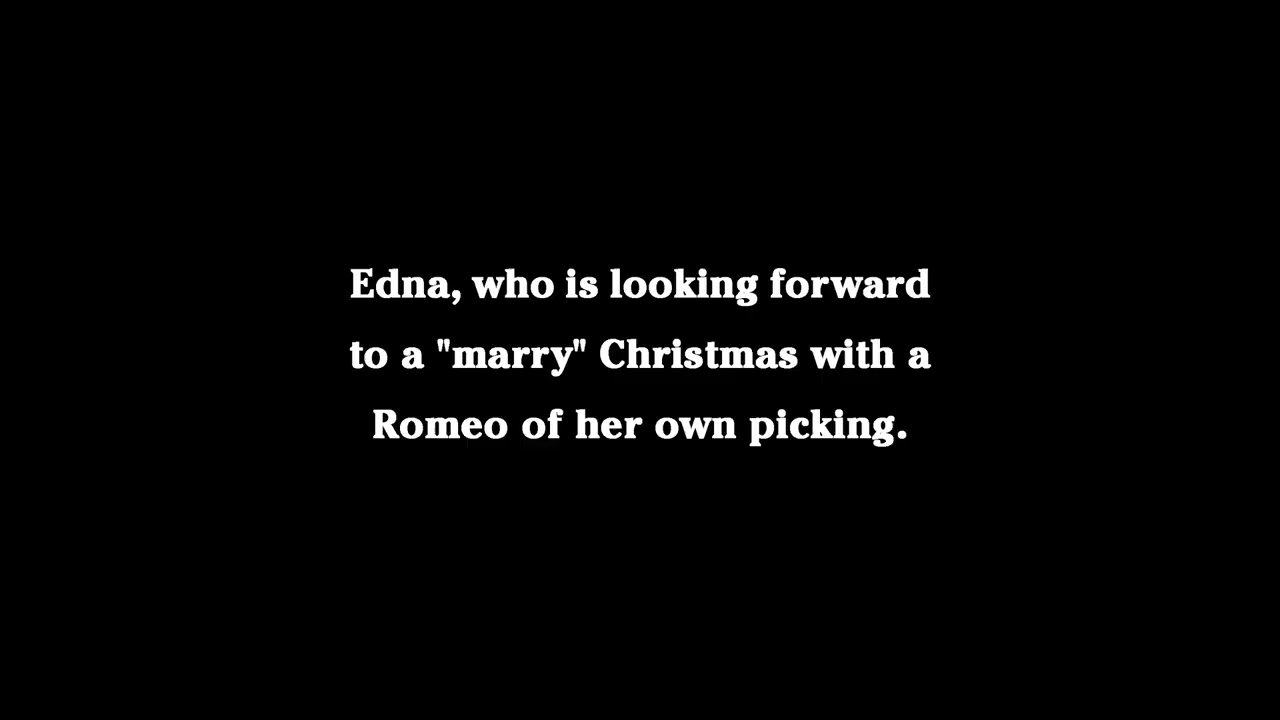 Edna, who is looking forward
to a "marry" Christmas with a
Romeo of her own picking.